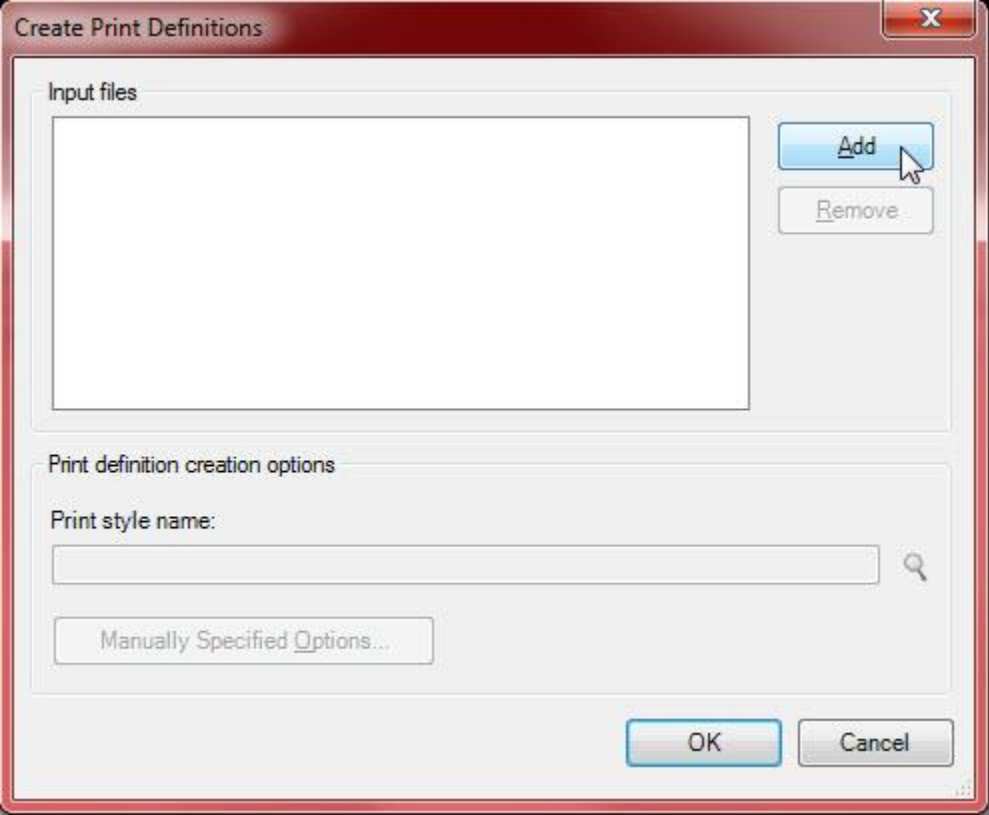 Create Print Definitions
Input files
Add
Remove
Print definition creation options
Print style name:
Manually Specified Options...
OK
Cancel